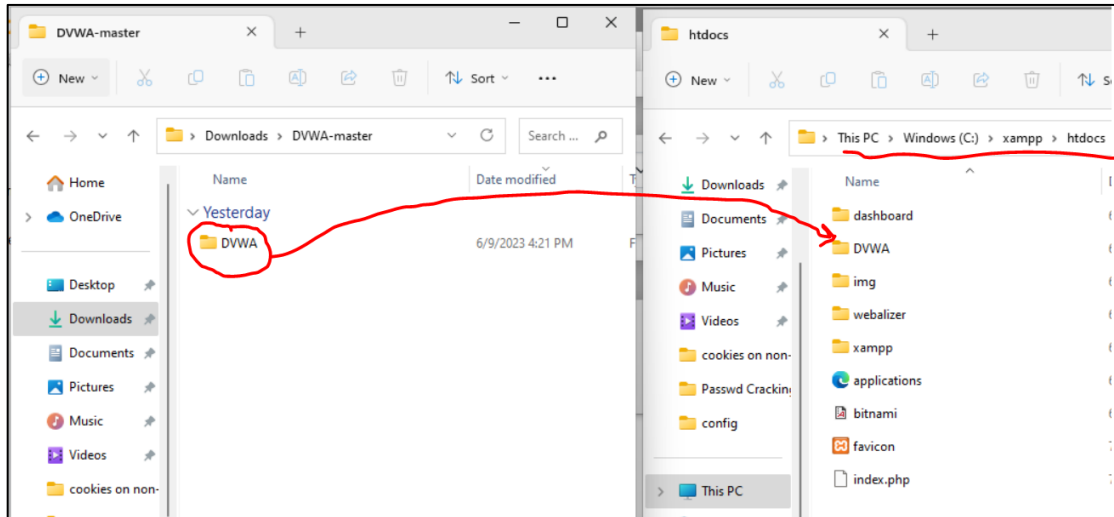 DVWA-master
New
Sort
Downloads > DVWA-master
Search ...
Home
OneDrive
Desktop
Downloads
Documents
Pictures
Music
Videos
cookies on non-
Name
Date modified
Yesterday
DVWA
6/9/2023 4:21 PM
htdocs
New
This PC > Windows (C:) > xampp > htdocs
Downloads
Documents
Pictures
Music
Videos
cookies on non-
Passwd Cracking
config
This PC
Name
dashboard
DVWA
img
webalizer
xampp
applications
bitnami
favicon
index.php